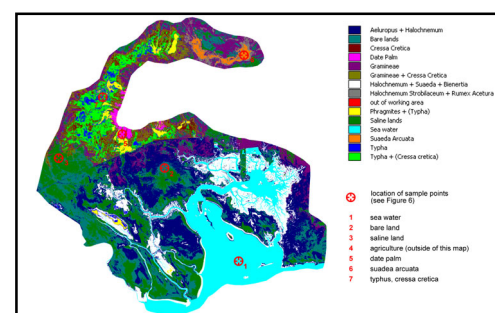 Aeluropus + Halochnemum
Bare lands
Cressa Cretica
Date Palm
Gramineae
Gramineae + Cressa Cretica
Halochnemum + Suaeda + Bienertia
Halochnemum Strobilaceum + Rumex Acetura
out of working area
Phragmites + (Typha)
Saline lands
Sea water
Suaeda Arcuata
Typha
Typha + (Cressa cretica)
location of sample points
(see Figure 6)
1 sea water
2 bare land
3 saline land
4 agriculture (outside of this map)
5 date palm
6 suadea arcuata
7 typhus, cressa cretica
1